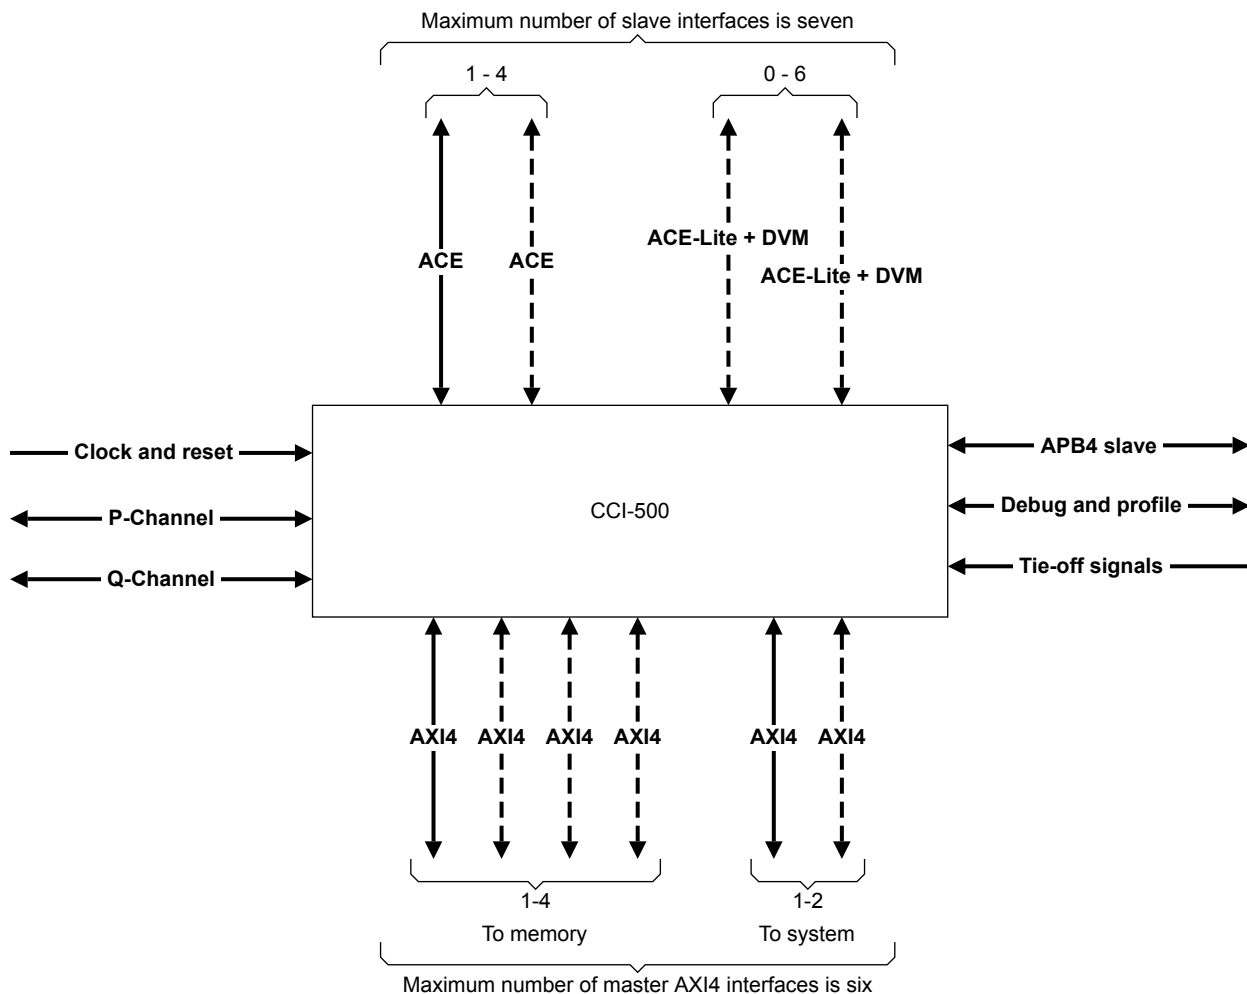 Maximum number of slave interfaces is seven
1 - 4
0 - 6
ACE
ACE
ACE-Lite + DVM
ACE-Lite + DVM
Clock and reset
P-Channel
Q-Channel
CCI-500
APB4 slave
Debug and profile
Tie-off signals
AXI4
AXI4
AXI4
AXI4
AXI4
AXI4
1-4
To memory
1-2
To system
Maximum number of master AXI4 interfaces is six